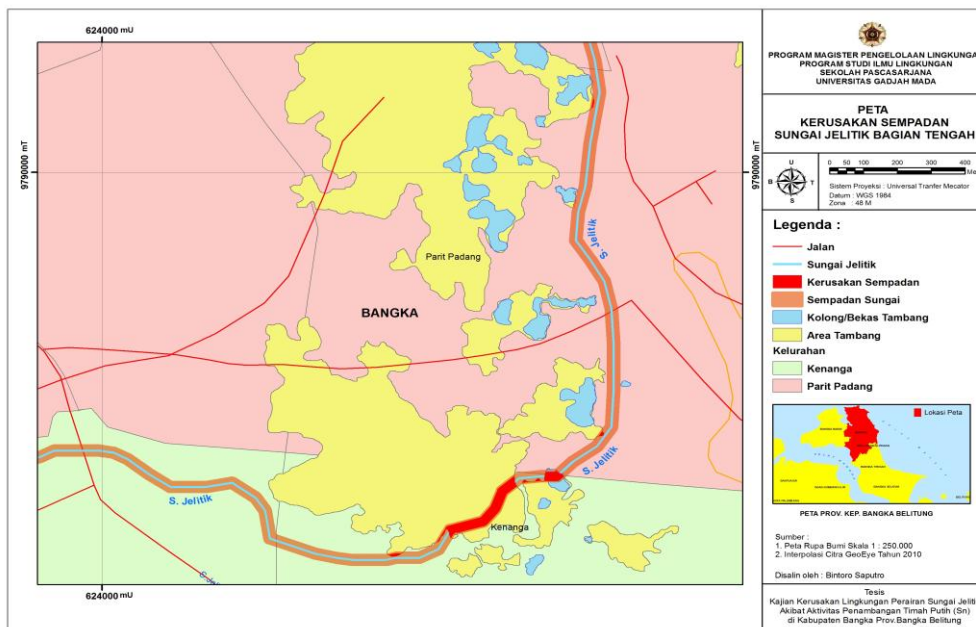 624000 mU
9790000 mT
9790000 mT
S. Jelitik
Parit Padang
BANGKA
S. Jelitik
S. Jelitik
Kenanga
624000 mU
PROGRAM MAGISTER PENGELOLAAN LINGKUNGA
PROGRAM STUDI ILMU LINGKUNGAN
SEKOLAH PASCASARJANA
UNIVERSITAS GADJAH MADA
PETA
KERUSAKAN SEMPADAN
SUNGAI JELITIK BAGIAN TENGAH
U
B T
S
0 50 100 200 300 400
Me
Sistem Proyeksi : Universal Tranfer Mecator
Datum : WGS 1984
Zona : 48 M
Legenda :
Jalan
Sungai Jelitik
Kerusakan Sempadan
Sempadan Sungai
Kolong/Bekas Tambang
Area Tambang
Kelurahan
Kenanga
Parit Padang
Lokasi Peta
PETA PROV. KEP. BANGKA BELITUNG
Sumber :
1. Peta Rupa Bumi Skala 1 : 250.000
2. Interpolasi Citra GeoEye Tahun 2010
Disalin oleh : Bintoro Saputro
Tesis
Kajian Kerusakan Lingkungan Perairan Sungai Jeliti
Akibat Aktivitas Penambangan Timah Putih (Sn)
di Kabupaten Bangka Prov.Bangka Belitung